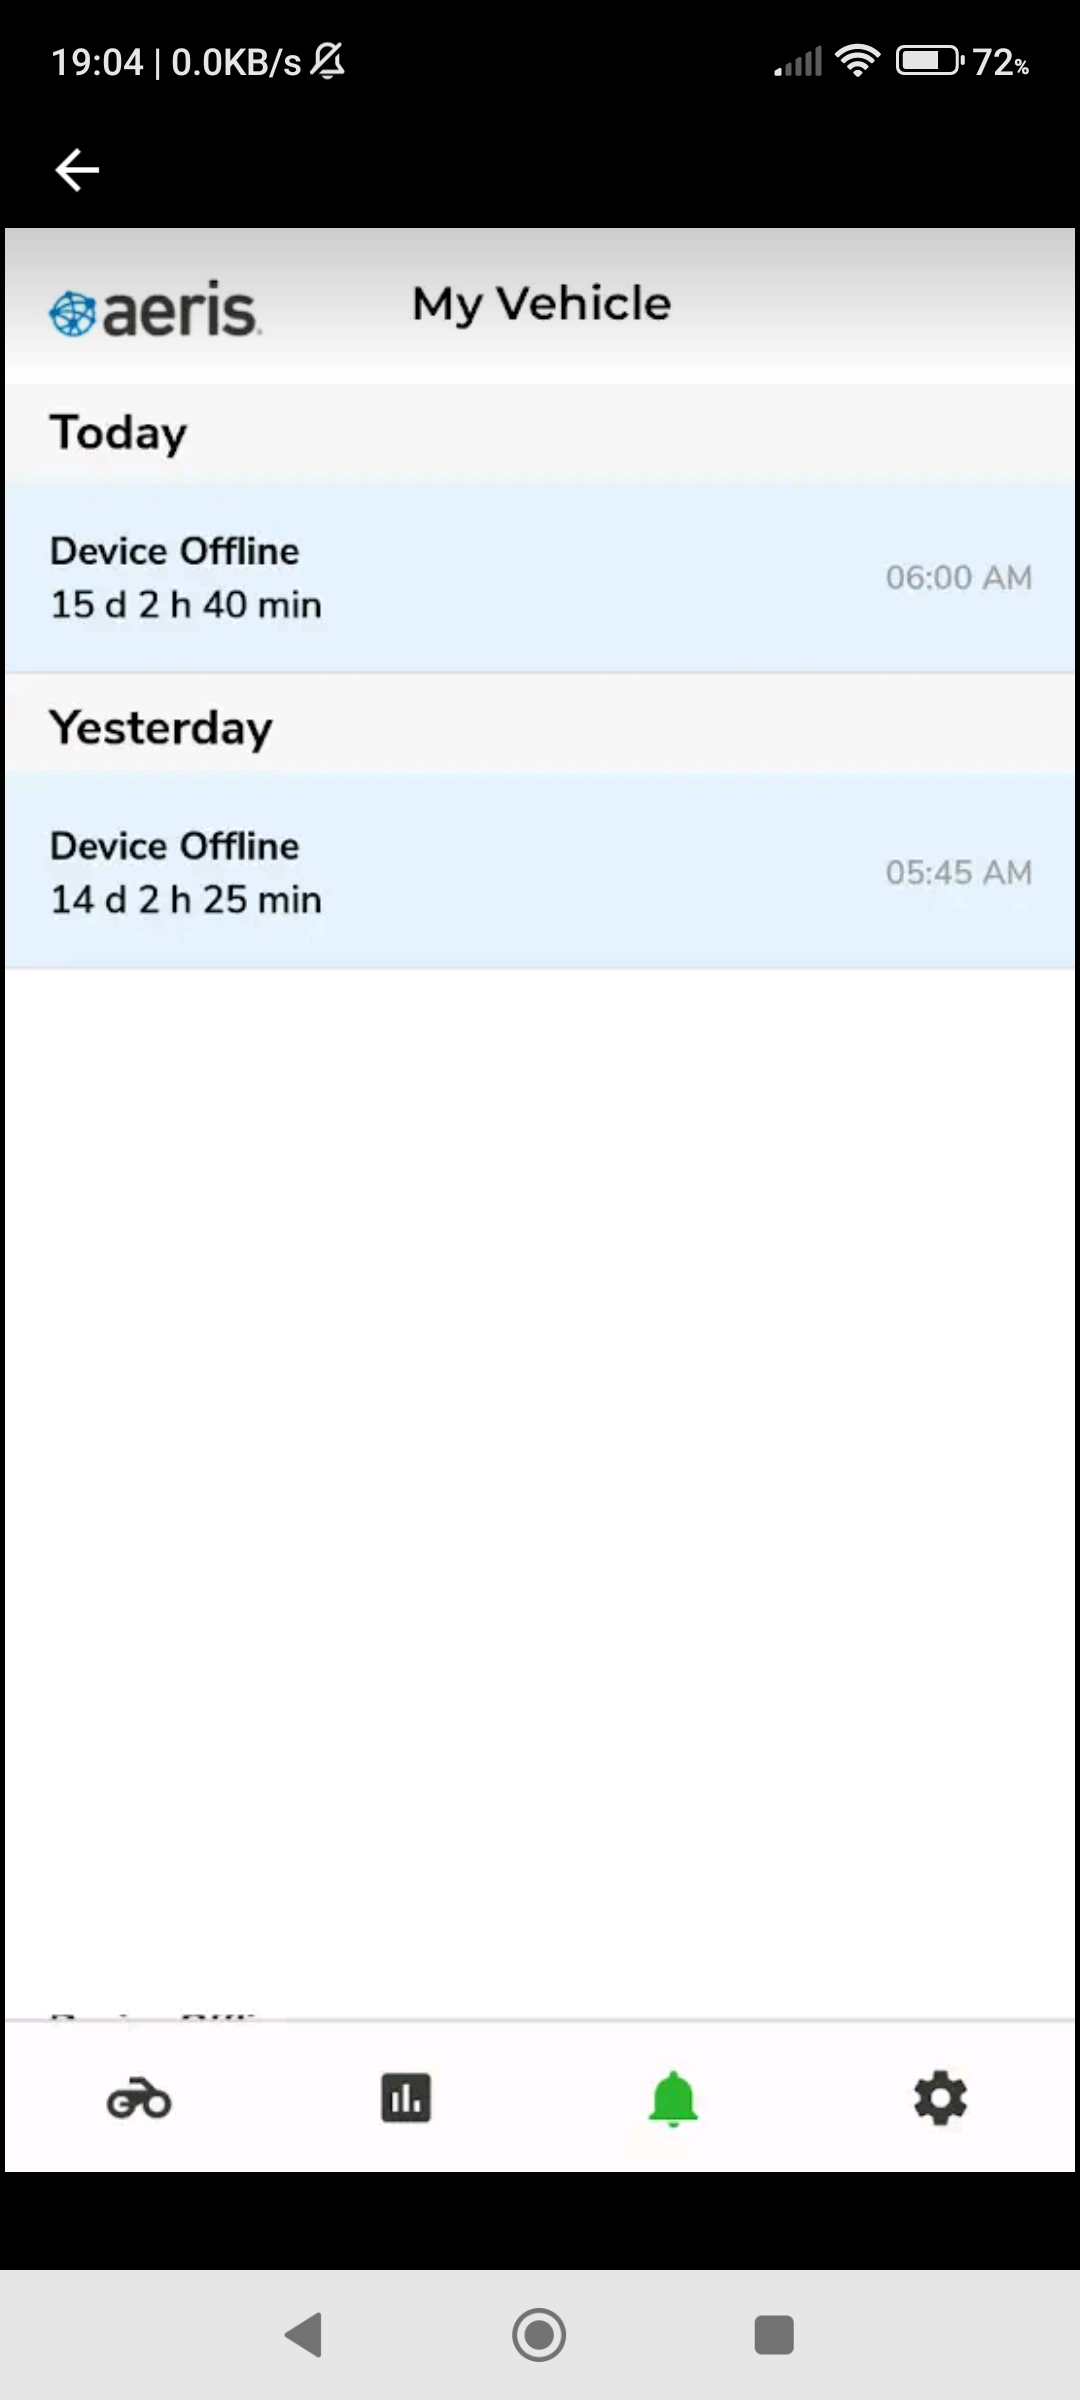 19:04 | 0.0KB/s
72%
aeris
My Vehicle
Today
Device Offline
15 d 2 h 40 min
06:00 AM
Yesterday
Device Offline
14 d 2 h 25 min
05:45 AM